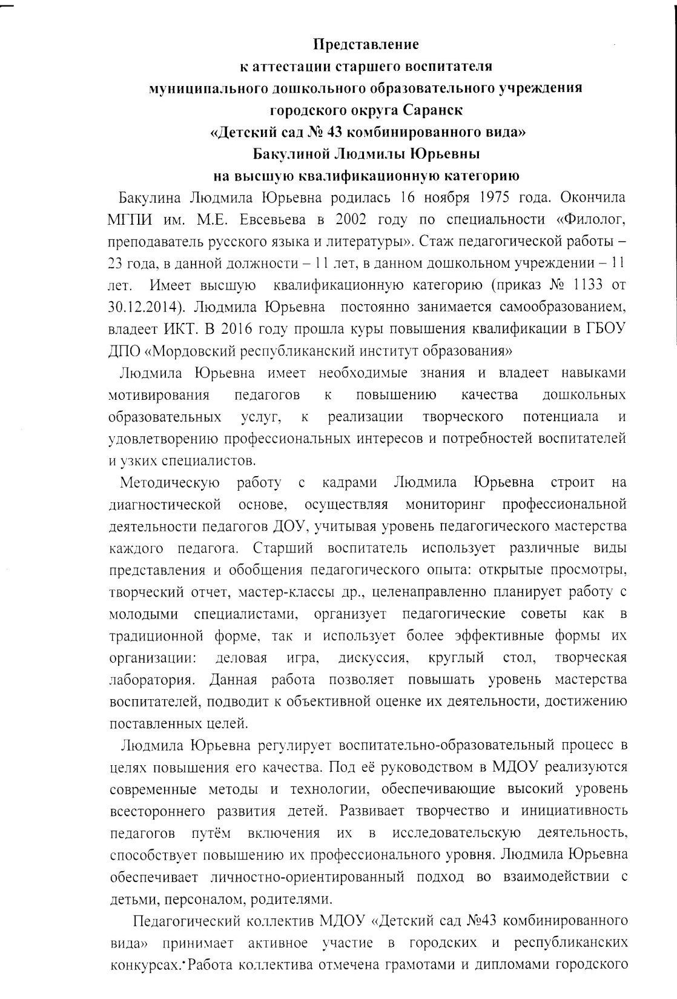 Представление
к аттестации старшего воспитателя
муниципального дошкольного образовательного учреждения
городского округа Саранск
«Детский сад № 43 комбинированного вида»
Бакулиной Людмилы Юрьевны
на высшую квалификационную категорию
Бакулина Людмила Юрьевна родилась 16 ноября 1975 года. Окончила
МГПИ им. М.Е. Евсевьева в 2002 году по специальности «Филолог,
преподаватель русского языка и литературы». Стаж педагогической работы –
23 года, в данной должности – 11 лет, в данном дошкольном учреждении – 11
лет. Имеет высшую квалификационную категорию (приказ № 1133 от
30.12.2014). Людмила Юрьевна постоянно занимается самообразованием,
владеет ИКТ. В 2016 году прошла куры повышения квалификации в ГБОУ
ДПО «Мордовский республиканский институт образования»
Людмила Юрьевна имеет необходимые знания и владеет навыками
мотивирования педагогов к повышению качества дошкольных
образовательных услуг, к реализации творческого потенциала и
удовлетворению профессиональных интересов и потребностей воспитателей
и узких специалистов.
Методическую работу с кадрами Людмила Юрьевна строит на
диагностической основе, осуществляя мониторинг профессиональной
деятельности педагогов ДОУ, учитывая уровень педагогического мастерства
каждого педагога. Старший воспитатель использует различные виды
представления и обобщения педагогического опыта: открытые просмотры,
творческий отчет, мастер-классы др., целенаправленно планирует работу с
молодыми специалистами, организует педагогические советы как в
традиционной форме, так и использует более эффективные формы их
организации: деловая игра, дискуссия, круглый стол, творческая
лаборатория. Данная работа позволяет повышать уровень мастерства
воспитателей, подводит к объективной оценке их деятельности, достижению
поставленных целей.
Людмила Юрьевна регулирует воспитательно-образовательный процесс в
целях повышения его качества. Под её руководством в МДОУ реализуются
современные методы и технологии, обеспечивающие высокий уровень
всестороннего развития детей. Развивает творчество и инициативность
педагогов путём включения их в исследовательскую деятельность,
способствует повышению их профессионального уровня. Людмила Юрьевна
обеспечивает личностно-ориентированный подход во взаимодействии с
детьми, персоналом, родителями.
Педагогический коллектив МДОУ «Детский сад №43 комбинированного
вида» принимает активное участие в городских и республиканских
конкурсах. Работа коллектива отмечена грамотами и дипломами городского